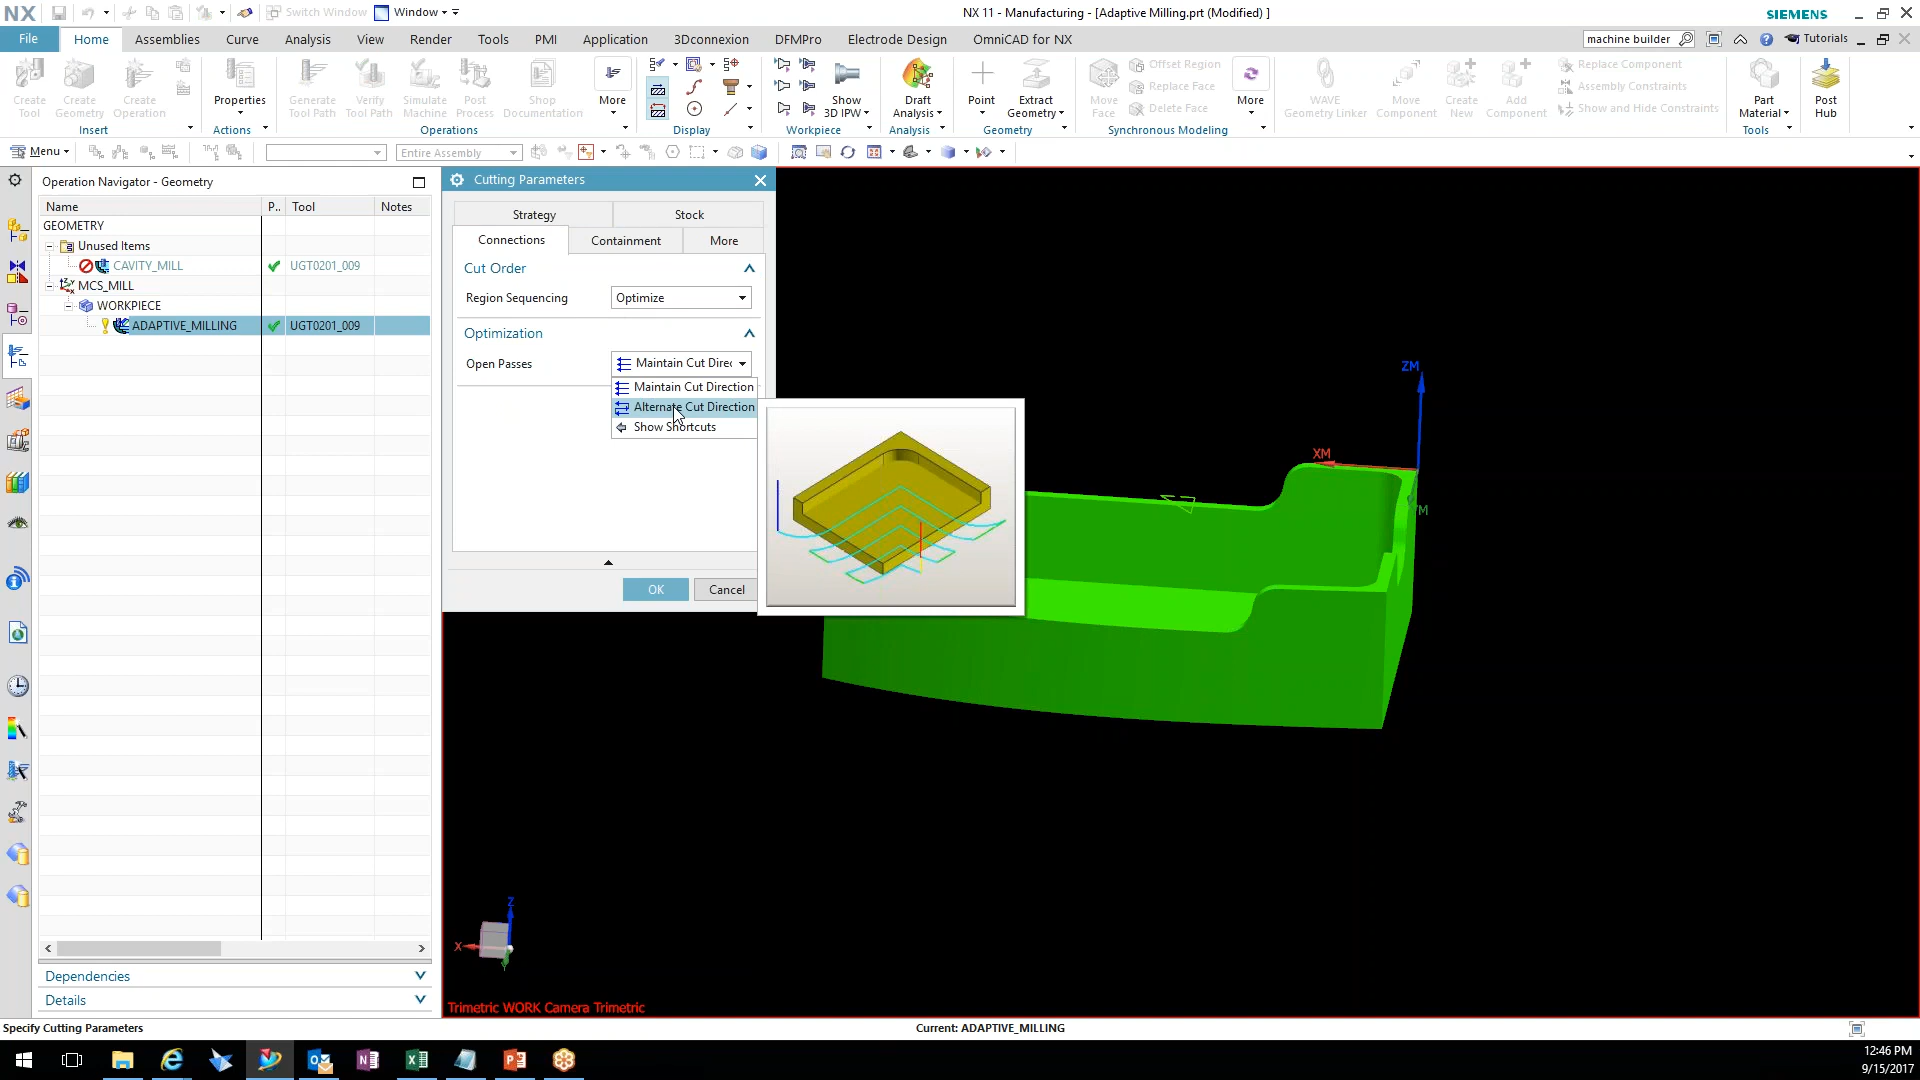 NX
Switch Window
Window
NX 11 - Manufacturing - [Adaptive Milling.prt (Modified) ]
SIEMENS
File
Home
Assemblies
Curve
Analysis
View
Render
Tools
PMI
Application
3Dconnexion
DFMPro
Electrode Design
OmniCAD for NX
machine builder
Tutorials
Create Tool
Create Geometry
Create Operation
Insert
Properties
Actions
Generate Tool Path
Verify Tool Path
Simulate Machine
Post Process
Shop Documentation
More
Operations
Display
Show 3D IPW
Workpiece
Draft Analysis
Analysis
Point
Extract Geometry
Geometry
Move Face
Offset Region
Replace Face
Delete Face
More
Synchronous Modeling
WAVE Geometry Linker
Move Component
Create New
Add Component
Replace Component
Assembly Constraints
Show and Hide Constraints
Part Material
Tools
Post Hub
Menu
Entire Assembly
Operation Navigator - Geometry
Name P.. Tool Notes
GEOMETRY
Unused Items
CAVITY_MILL UGT0201_009
MCS_MILL
WORKPIECE
ADAPTIVE_MILLING UGT0201_009
Dependencies
Details
Cutting Parameters
Strategy Stock
Connections Containment More
Cut Order
Region Sequencing Optimize
Optimization
Open Passes Maintain Cut Direc
Maintain Cut Direction
Alternate Cut Direction
Show Shortcuts
OK Cancel
ZM
XM
YM
Z
X
Trimetric WORK Camera Trimetric
Specify Cutting Parameters
Current: ADAPTIVE_MILLING
12:46 PM
9/15/2017